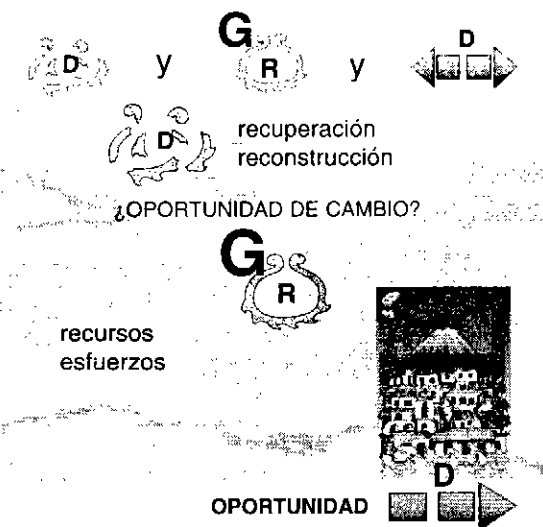 D y G R y D
D recuperación
reconstrucción
¿OPORTUNIDAD DE CAMBIO?
G
R
recursos
esfuerzos
D
OPORTUNIDAD